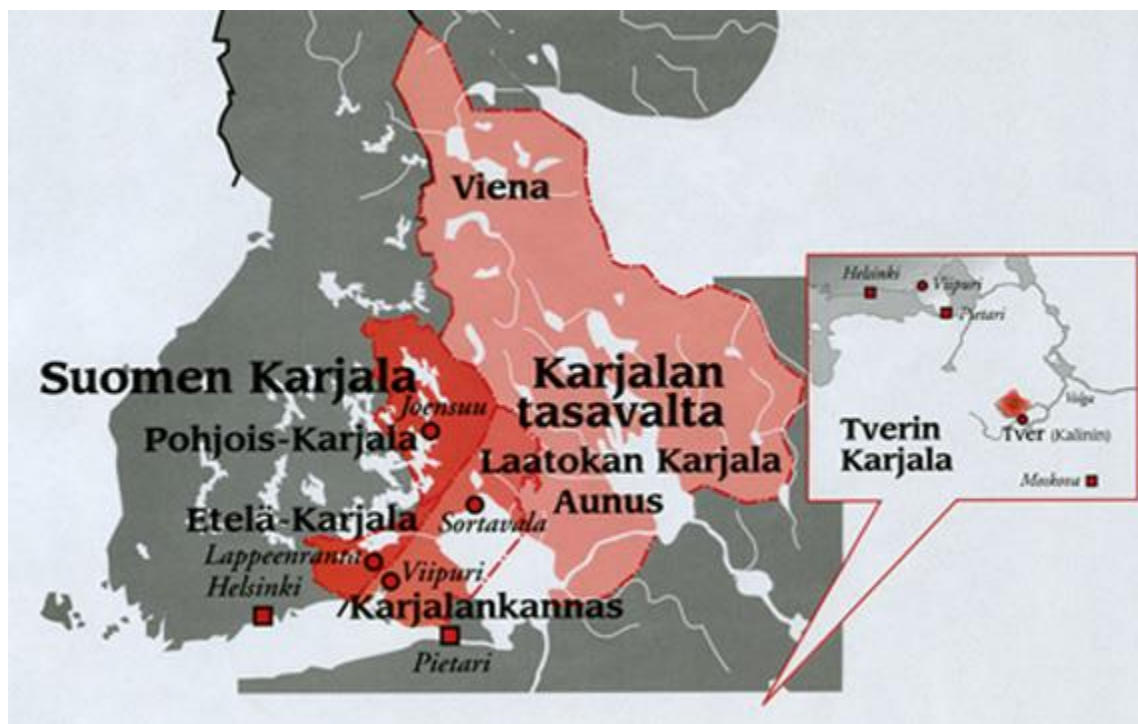 Viena
Suomen Karjala
Joensuu
Pohjois-Karjala
Etelä-Karjala
Lappeenranta
Helsinki
Karjalan
tasavalta
Laatokan Karjala
Aunus
Sortavala
Viipuri
Karjalankannas
Pietari
Helsinki
Viipuri
Pietari
Volga
Tver (Kalinin)
Tverin
Karjala
Moskova